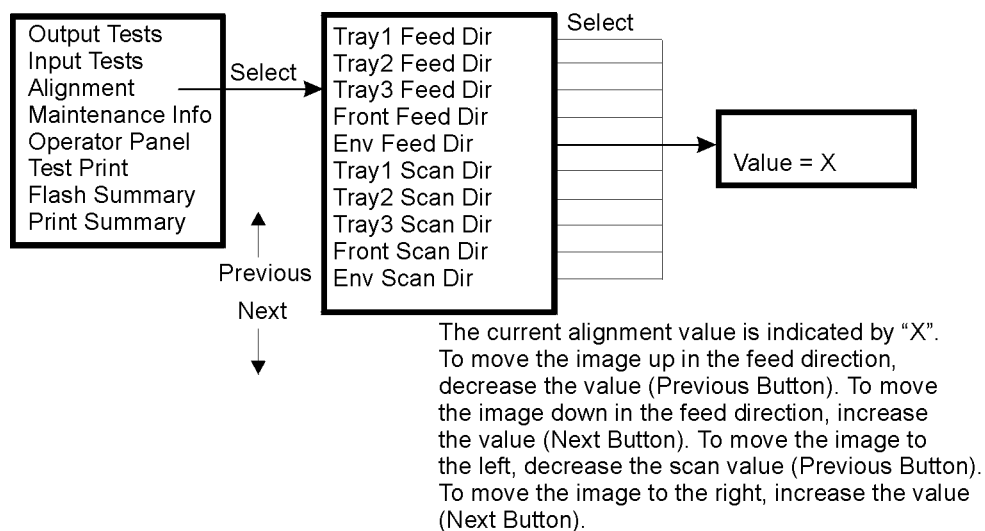 Output Tests
Input Tests
Alignment
Maintenance Info
Operator Panel
Test Print
Flash Summary
Print Summary
Select
Previous
Next
Tray1 Feed Dir
Tray2 Feed Dir
Tray3 Feed Dir
Front Feed Dir
Env Feed Dir
Tray1 Scan Dir
Tray2 Scan Dir
Tray3 Scan Dir
Front Scan Dir
Env Scan Dir
Select
Value = X
The current alignment value is indicated by “X”.
To move the image up in the feed direction,
decrease the value (Previous Button). To move
the image down in the feed direction, increase
the value (Next Button). To move the image to
the left, decrease the scan value (Previous Button).
To move the image to the right, increase the value
(Next Button).